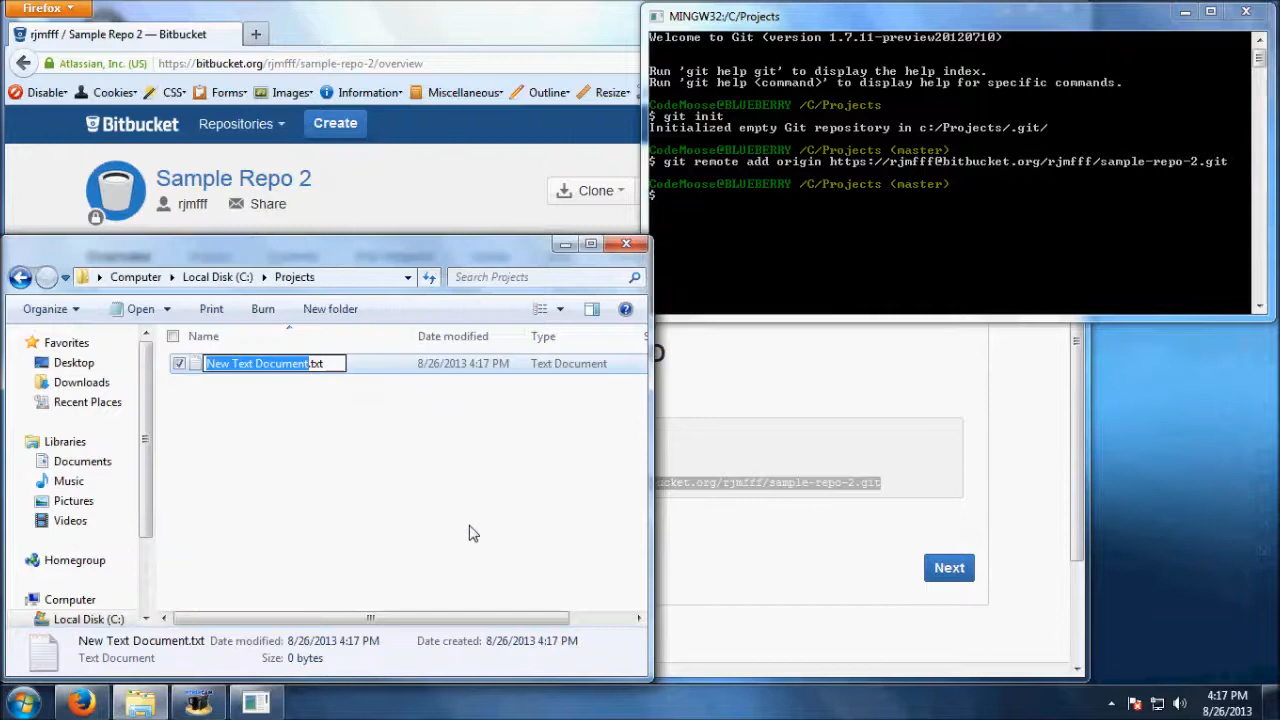 Firefox
rjmfff / Sample Repo 2 — Bitbucket
Atlassian, Inc. (US) https://bitbucket.org/rjmfff/sample-repo-2/overview
Disable Cookies CSS Forms Images Information Miscellaneous Outline Resize
Bitbucket Repositories Create
Sample Repo 2
rjmfff Share
Clone
MINGW32:/C/Projects
Welcome to Git (version 1.7.11-preview20120710)
Run 'git help git' to display the help index.
Run 'git help <command>' to display help for specific commands.
CodeMoose@BLUEBERRY /C/Projects
$ git init
Initialized empty Git repository in c:/Projects/.git/
CodeMoose@BLUEBERRY /C/Projects (master)
$ git remote add origin https://rjmfff@bitbucket.org/rjmfff/sample-repo-2.git
CodeMoose@BLUEBERRY /C/Projects (master)
$
Computer Local Disk (C:) Projects
Search Projects
Organize Open Print Burn New folder
Name Date modified Type
New Text Document.txt 8/26/2013 4:17 PM Text Document
Favorites
Desktop
Downloads
Recent Places
Libraries
Documents
Music
Pictures
Videos
Homegroup
Computer
Local Disk (C:)
New Text Document.txt Date modified: 8/26/2013 4:17 PM Date created: 8/26/2013 4:17 PM
Text Document Size: 0 bytes
bucket.org/rjmfff/sample-repo-2.git
Next
4:17 PM
8/26/2013